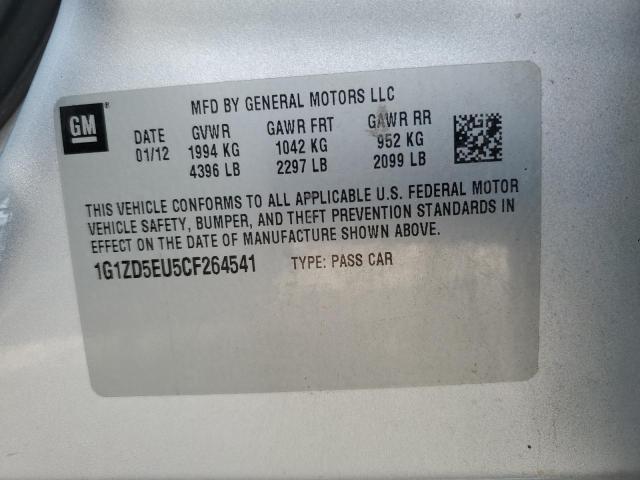 MFD BY GENERAL MOTORS LLC
GM
DATE GVWR GAWR FRT GAWR RR
01/12 1994 KG 1042 KG 952 KG
4396 LB 2297 LB 2099 LB
THIS VEHICLE CONFORMS TO ALL APPLICABLE U.S. FEDERAL MOTOR
VEHICLE SAFETY, BUMPER, AND THEFT PREVENTION STANDARDS IN
EFFECT ON THE DATE OF MANUFACTURE SHOWN ABOVE.
1G1ZD5EU5CF264541 TYPE: PASS CAR